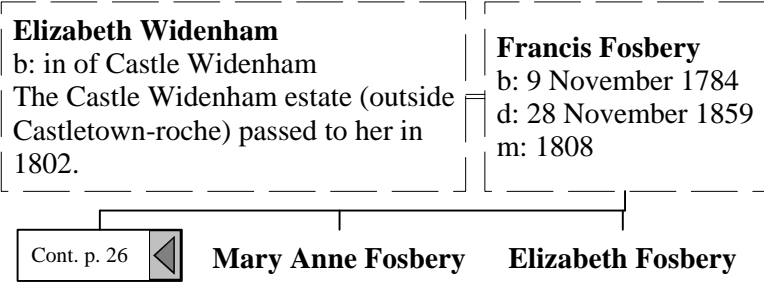 Elizabeth Widenham
b: in of Castle Widenham
The Castle Widenham estate (outside
Castletown-roche) passed to her in
1802.
Francis Fosbery
b: 9 November 1784
d: 28 November 1859
m: 1808
Cont. p. 26
Mary Anne Fosbery
Elizabeth Fosbery